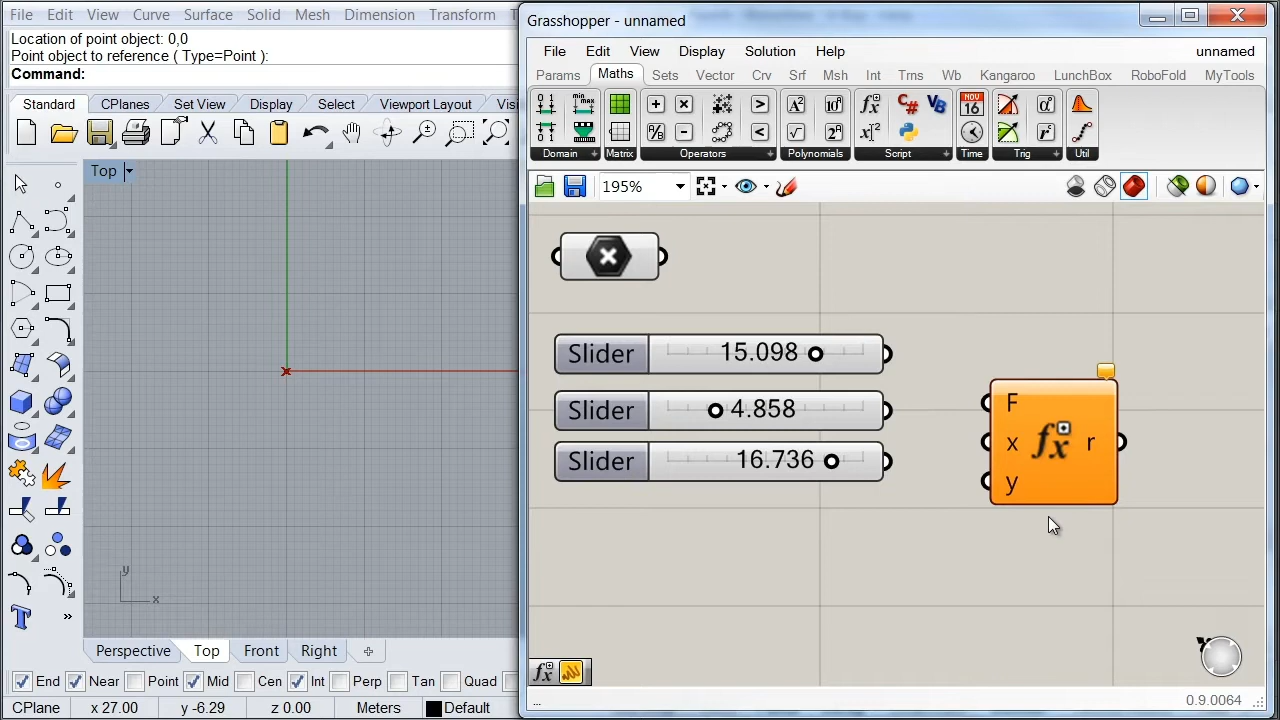 File Edit View Curve Surface Solid Mesh Dimension Transform
Location of point object: 0,0
Point object to reference ( Type=Point ):
Command:
Standard CPlanes Set View Display Select Viewport Layout
Top
y
x
Perspective Top Front Right
End Near Point Mid Cen Int Perp Tan Quad
CPlane x 27.00 y -6.29 z 0.00 Meters Default
Grasshopper - unnamed
File Edit View Display Solution Help unnamed
Params Maths Sets Vector Crv Srf Msh Int Trns Wb Kangaroo LunchBox RoboFold MyTools
Domain Matrix Operators Polynomials Script Time Trig Util
195%
Slider 15.098
Slider 4.858
Slider 16.736
F
x fx r
y
...
0.9.0064